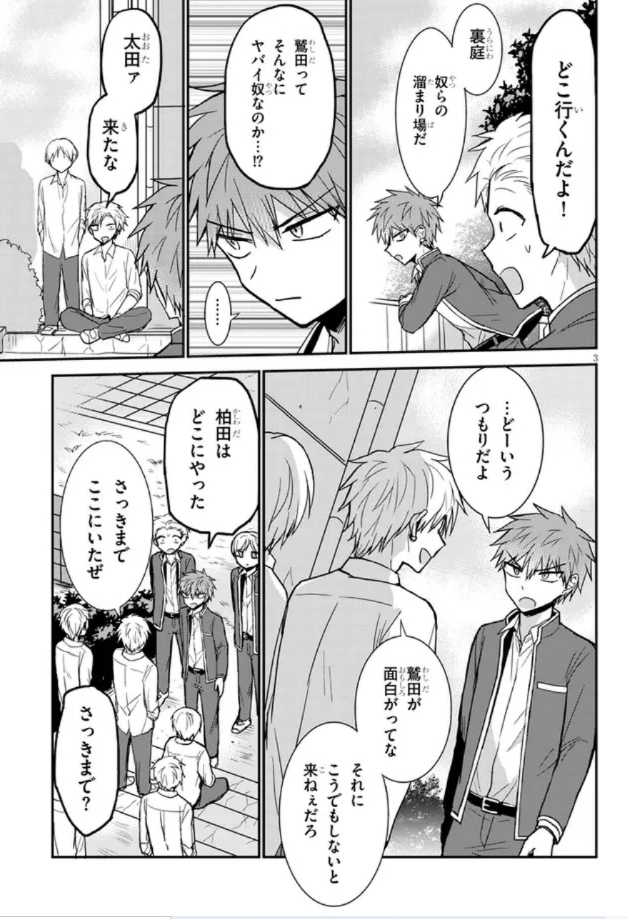 どこ行くんだよ！
裏庭
奴らの
溜まり場だ
鷲田って
そんなに
ヤバイ奴なのか…!?
……
太田ァ
来たな
3
…どーいう
つもりだよ
鷲田が
面白がってな
それに
こうでもしないと
来ねぇだろ
柏田は
どこにやった
さっきまで
ここにいたぜ
さっきまで？